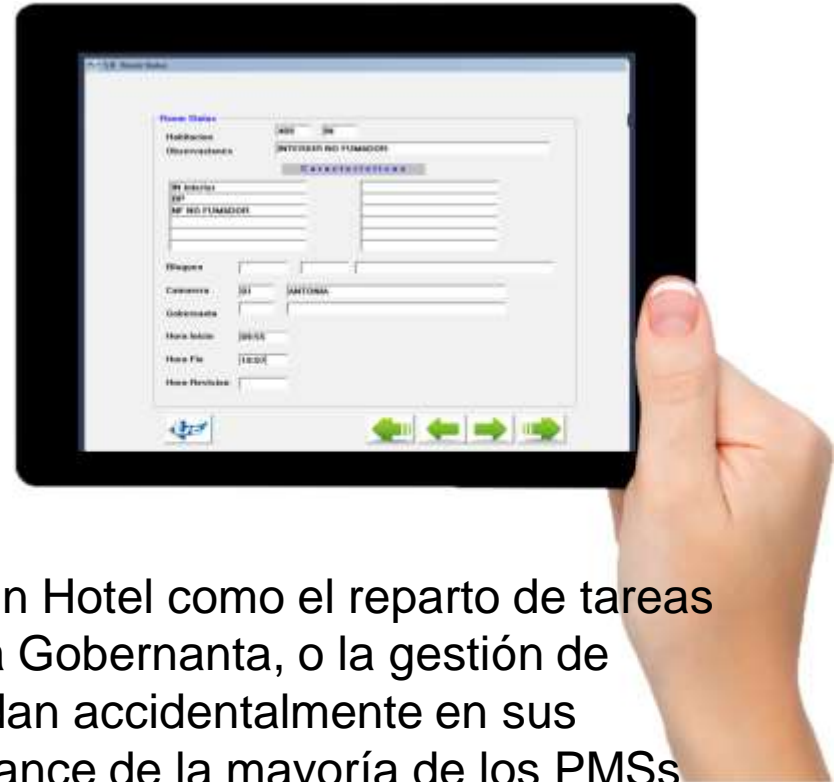 Room Status
Habitacion
Observaciones INTERIOR NO FUMADOR
Características
IN Interior
NF NO FUMADOR
Bloqueo
Camarera 01 ANTONIA
Gobernanta
Hora Inicio
Hora Fin
Hora Revision
n Hotel como el reparto de tareas
a Gobernanta, o la gestión de
dan accidentalmente en sus
ance de la mayoría de los PMSs